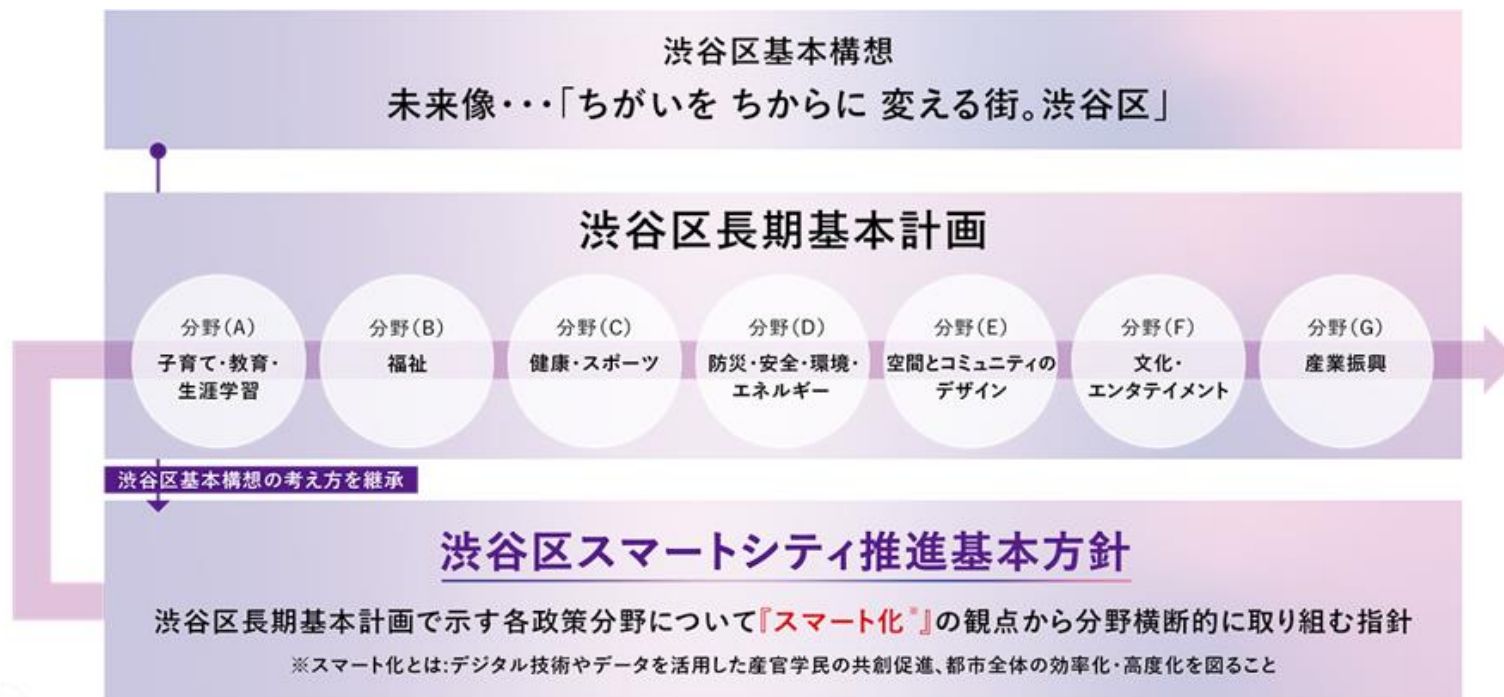 渋谷区基本構想
未来像・・・「ちがいを ちからに 変える街。渋谷区」
渋谷区長期基本計画
分野(A)
子育て・教育・
生涯学習
分野(B)
福祉
分野(C)
健康・スポーツ
分野(D)
防災・安全・環境・
エネルギー
分野(E)
空間とコミュニティの
デザイン
分野(F)
文化・
エンタテイメント
分野(G)
産業振興
渋谷区基本構想の考え方を継承
渋谷区スマートシティ推進基本方針
渋谷区長期基本計画で示す各政策分野について『スマート化※』の観点から分野横断的に取り組む指針
※スマート化とは:デジタル技術やデータを活用した産官学民の共創促進、都市全体の効率化・高度化を図ること